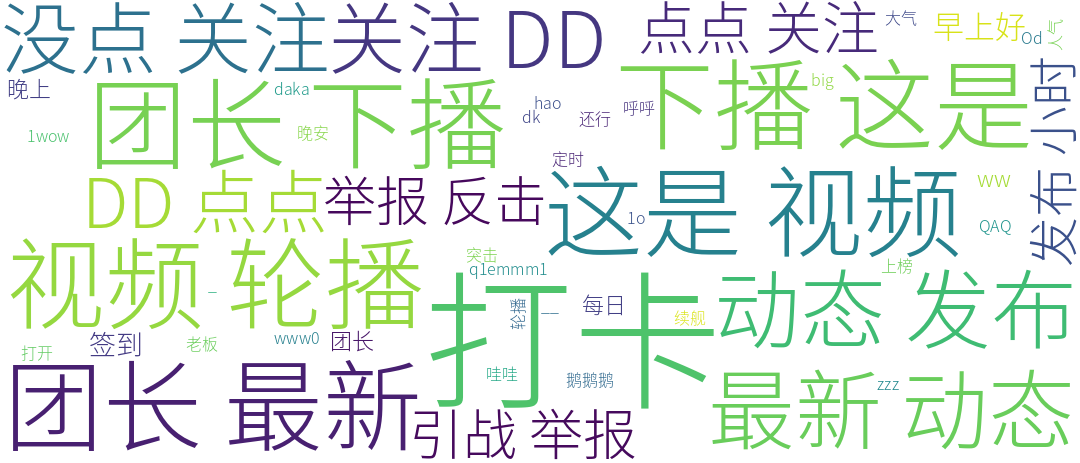 没点 关注
关注 DD
点点 关注
大气
早上好
Od
人气
晚上
团长
下播
daka
下播
这是
big
小时
发布
hao
dk
还行
呼呼
1wow
晚安
定时
DD 点点
举报 反击
这是 视频
lo
ww
QAQ
突击
q1emmm1
上榜
视频 轮播
_
打卡
轮播
__
每日
续舰
动态 发布
签到
老板
www0
团长
打开
哇哇
鹅鹅鹅
团长 最新
引战 举报
最新 动态
zzz